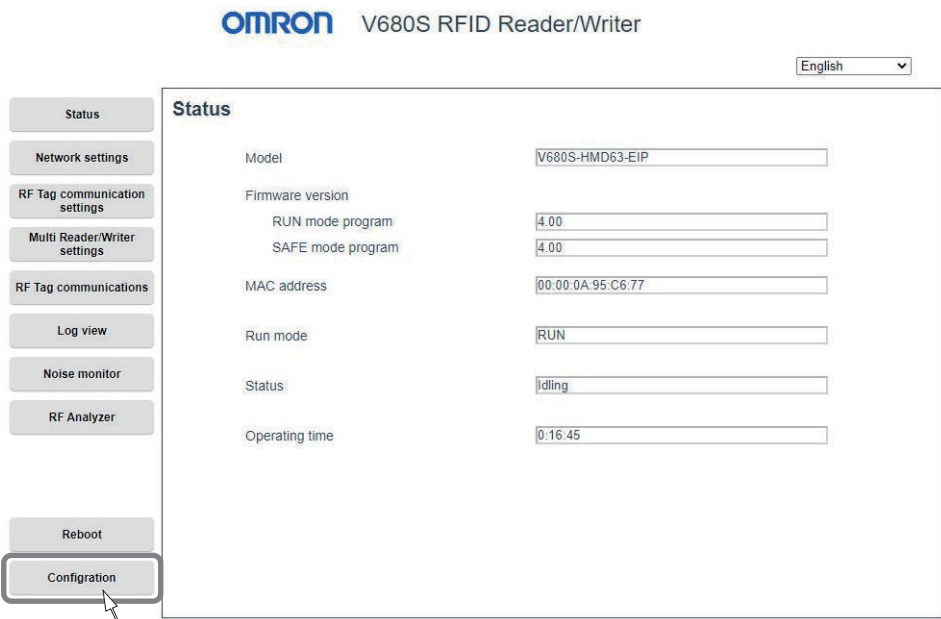 OMRON V680S RFID Reader/Writer
English
Status
Network settings
RF Tag communication
settings
Multi Reader/Writer
settings
RF Tag communications
Log view
Noise monitor
RF Analyzer
Reboot
Configration
Status
Model V680S-HMD63-EIP
Firmware version
RUN mode program 4.00
SAFE mode program 4.00
MAC address 00:00:0A:95:C6:77
Run mode RUN
Status Idling
Operating time 0:16:45